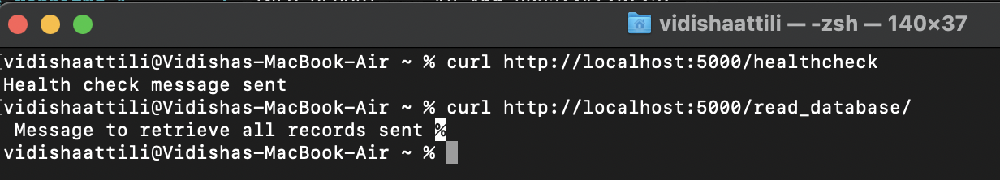 vidishaattili — -zsh — 140×37
[vidishaattili@Vidishas-MacBook-Air ~ % curl http://localhost:5000/healthcheck
Health check message sent
[vidishaattili@Vidishas-MacBook-Air ~ % curl http://localhost:5000/read_database/
Message to retrieve all records sent %
vidishaattili@Vidishas-MacBook-Air ~ %